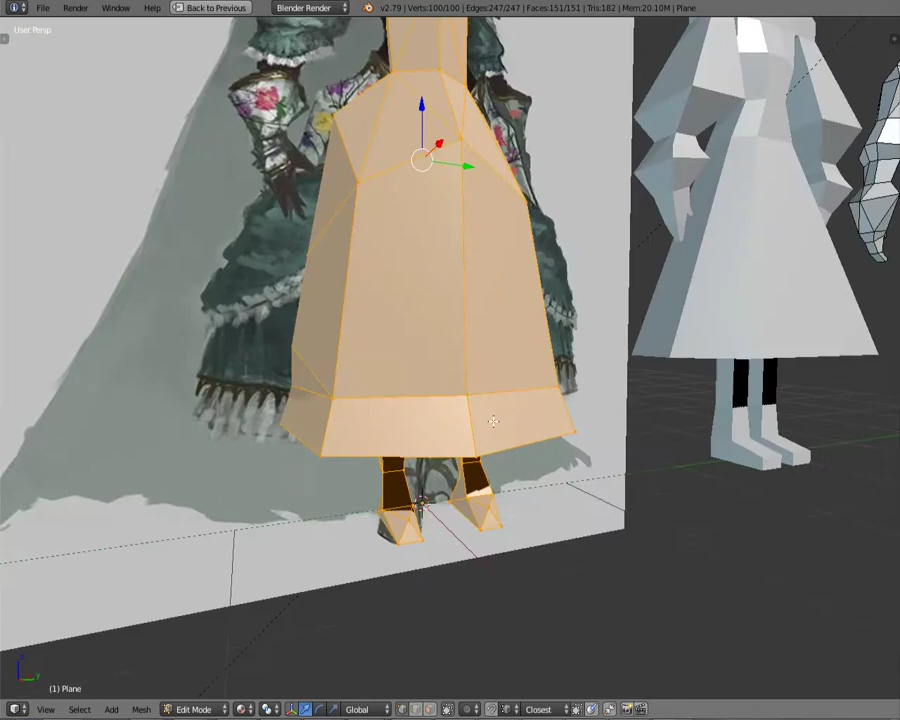 File Render Window Help Back to Previous Blender Render v2.79 | Verts:100/100 | Edges:247/247 | Faces:151/151 | Tris:182 | Mem:20.10M | Plane
User Persp
z
y
(1) Plane
View Select Add Mesh Edit Mode Global Closest